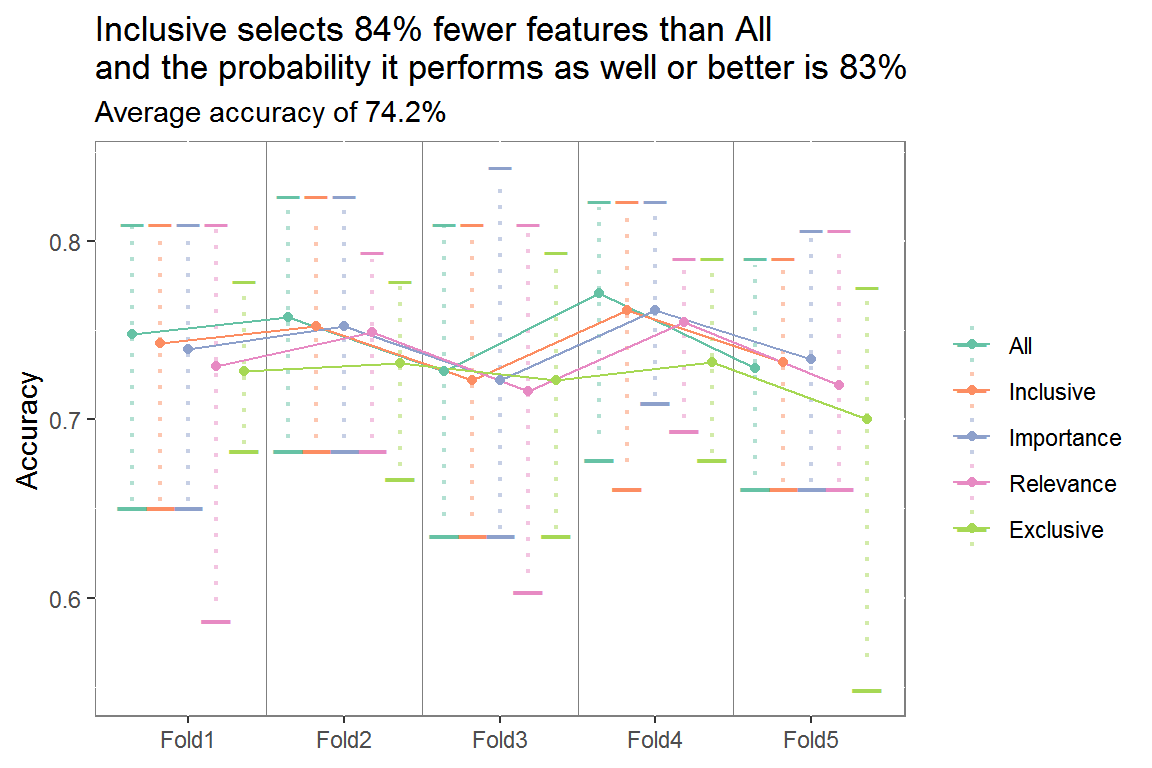 Inclusive selects 84% fewer features than All
and the probability it performs as well or better is 83%
Average accuracy of 74.2%
Accuracy
0.8
0.7
0.6
Fold1 Fold2 Fold3 Fold4 Fold5
All
Inclusive
Importance
Relevance
Exclusive